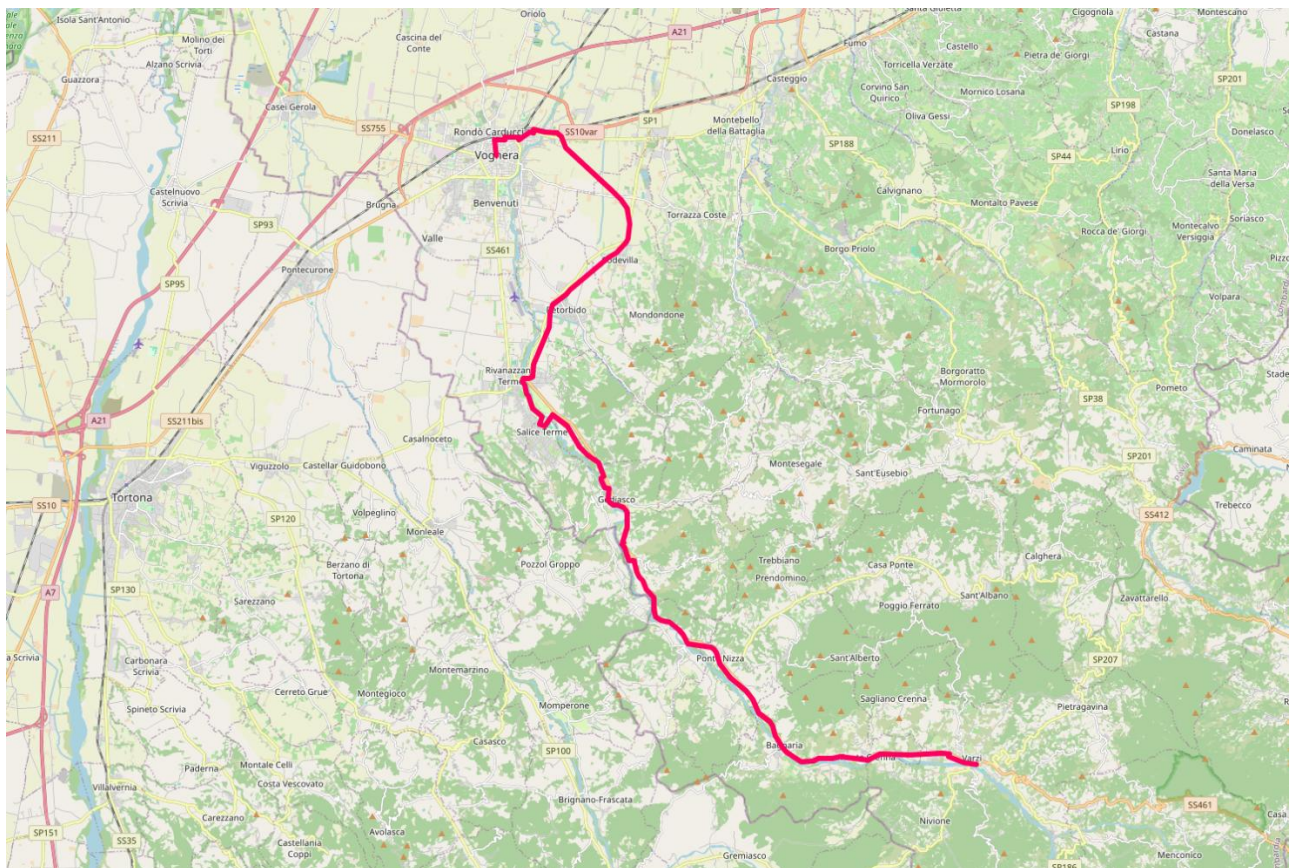 Isola Sant'Antonio
Oriolo
Santa Giuletta
Cigognola
Montescano
Molino dei
Torti
Cascina del
Conte
A21
Fumo
Castello
Pietra de' Giorgi
Castana
Alzano Scrivia
Torricella Verzate
Guazzora
Casteggio
SP201
Casei Gerola
Corvino San
Quirico
Mornico Losana
SP198
SS211
SS755
Rondò Carducci
SS10var
SP1
Montebello
della Battaglia
Oliva Gessi
Donelasco
Voghera
SP188
SP44
Lirio
Castelnuovo
Scrivia
Calvignano
Santa Maria
della Versa
Brugna
Benvenuti
Montalto Pavese
SP93
Torrazza Coste
Rocca de' Giorgi
Montecalvo
Versiggia
Soriasco
Valle
SS461
Borgo Priolo
Pontecurone
SP95
Volpara
Mondondone
Rivanazzano
Terme
Borgoratto
Mormorolo
Pometo
A21
SS211bis
Fortunago
SP38
Salice Terme
Casalnoceto
SP201
Caminata
Viguzzolo
Castellar Guidobono
Montesegale
Sant'Eusebio
Tortona
SS10
SP120
Volpeglino
SS412
Trebecco
Monleale
Trebbiano
Calghera
Berzano di
Tortona
Pozzol Groppo
Casa Ponte
Prendomino
A7
SP130
Sarezzano
Sant'Albano
Zavattarello
Poggio Ferrato
Carbonara
Scrivia
Montemarzino
Sant'Alberto
SP207
Cerreto Grue
Montegioco
Sagliano Crenna
Pietragavina
Spineto Scrivia
Momperone
Casasco
SP100
Varzi
Paderna
Montale Celli
Costa Vescovato
Villalvernia
Brignano-Frascata
SS461
Carezzano
SP151
SS35
Castellania
Coppi
Avolasca
Nivione
Gremiasco
SP186
Menconico